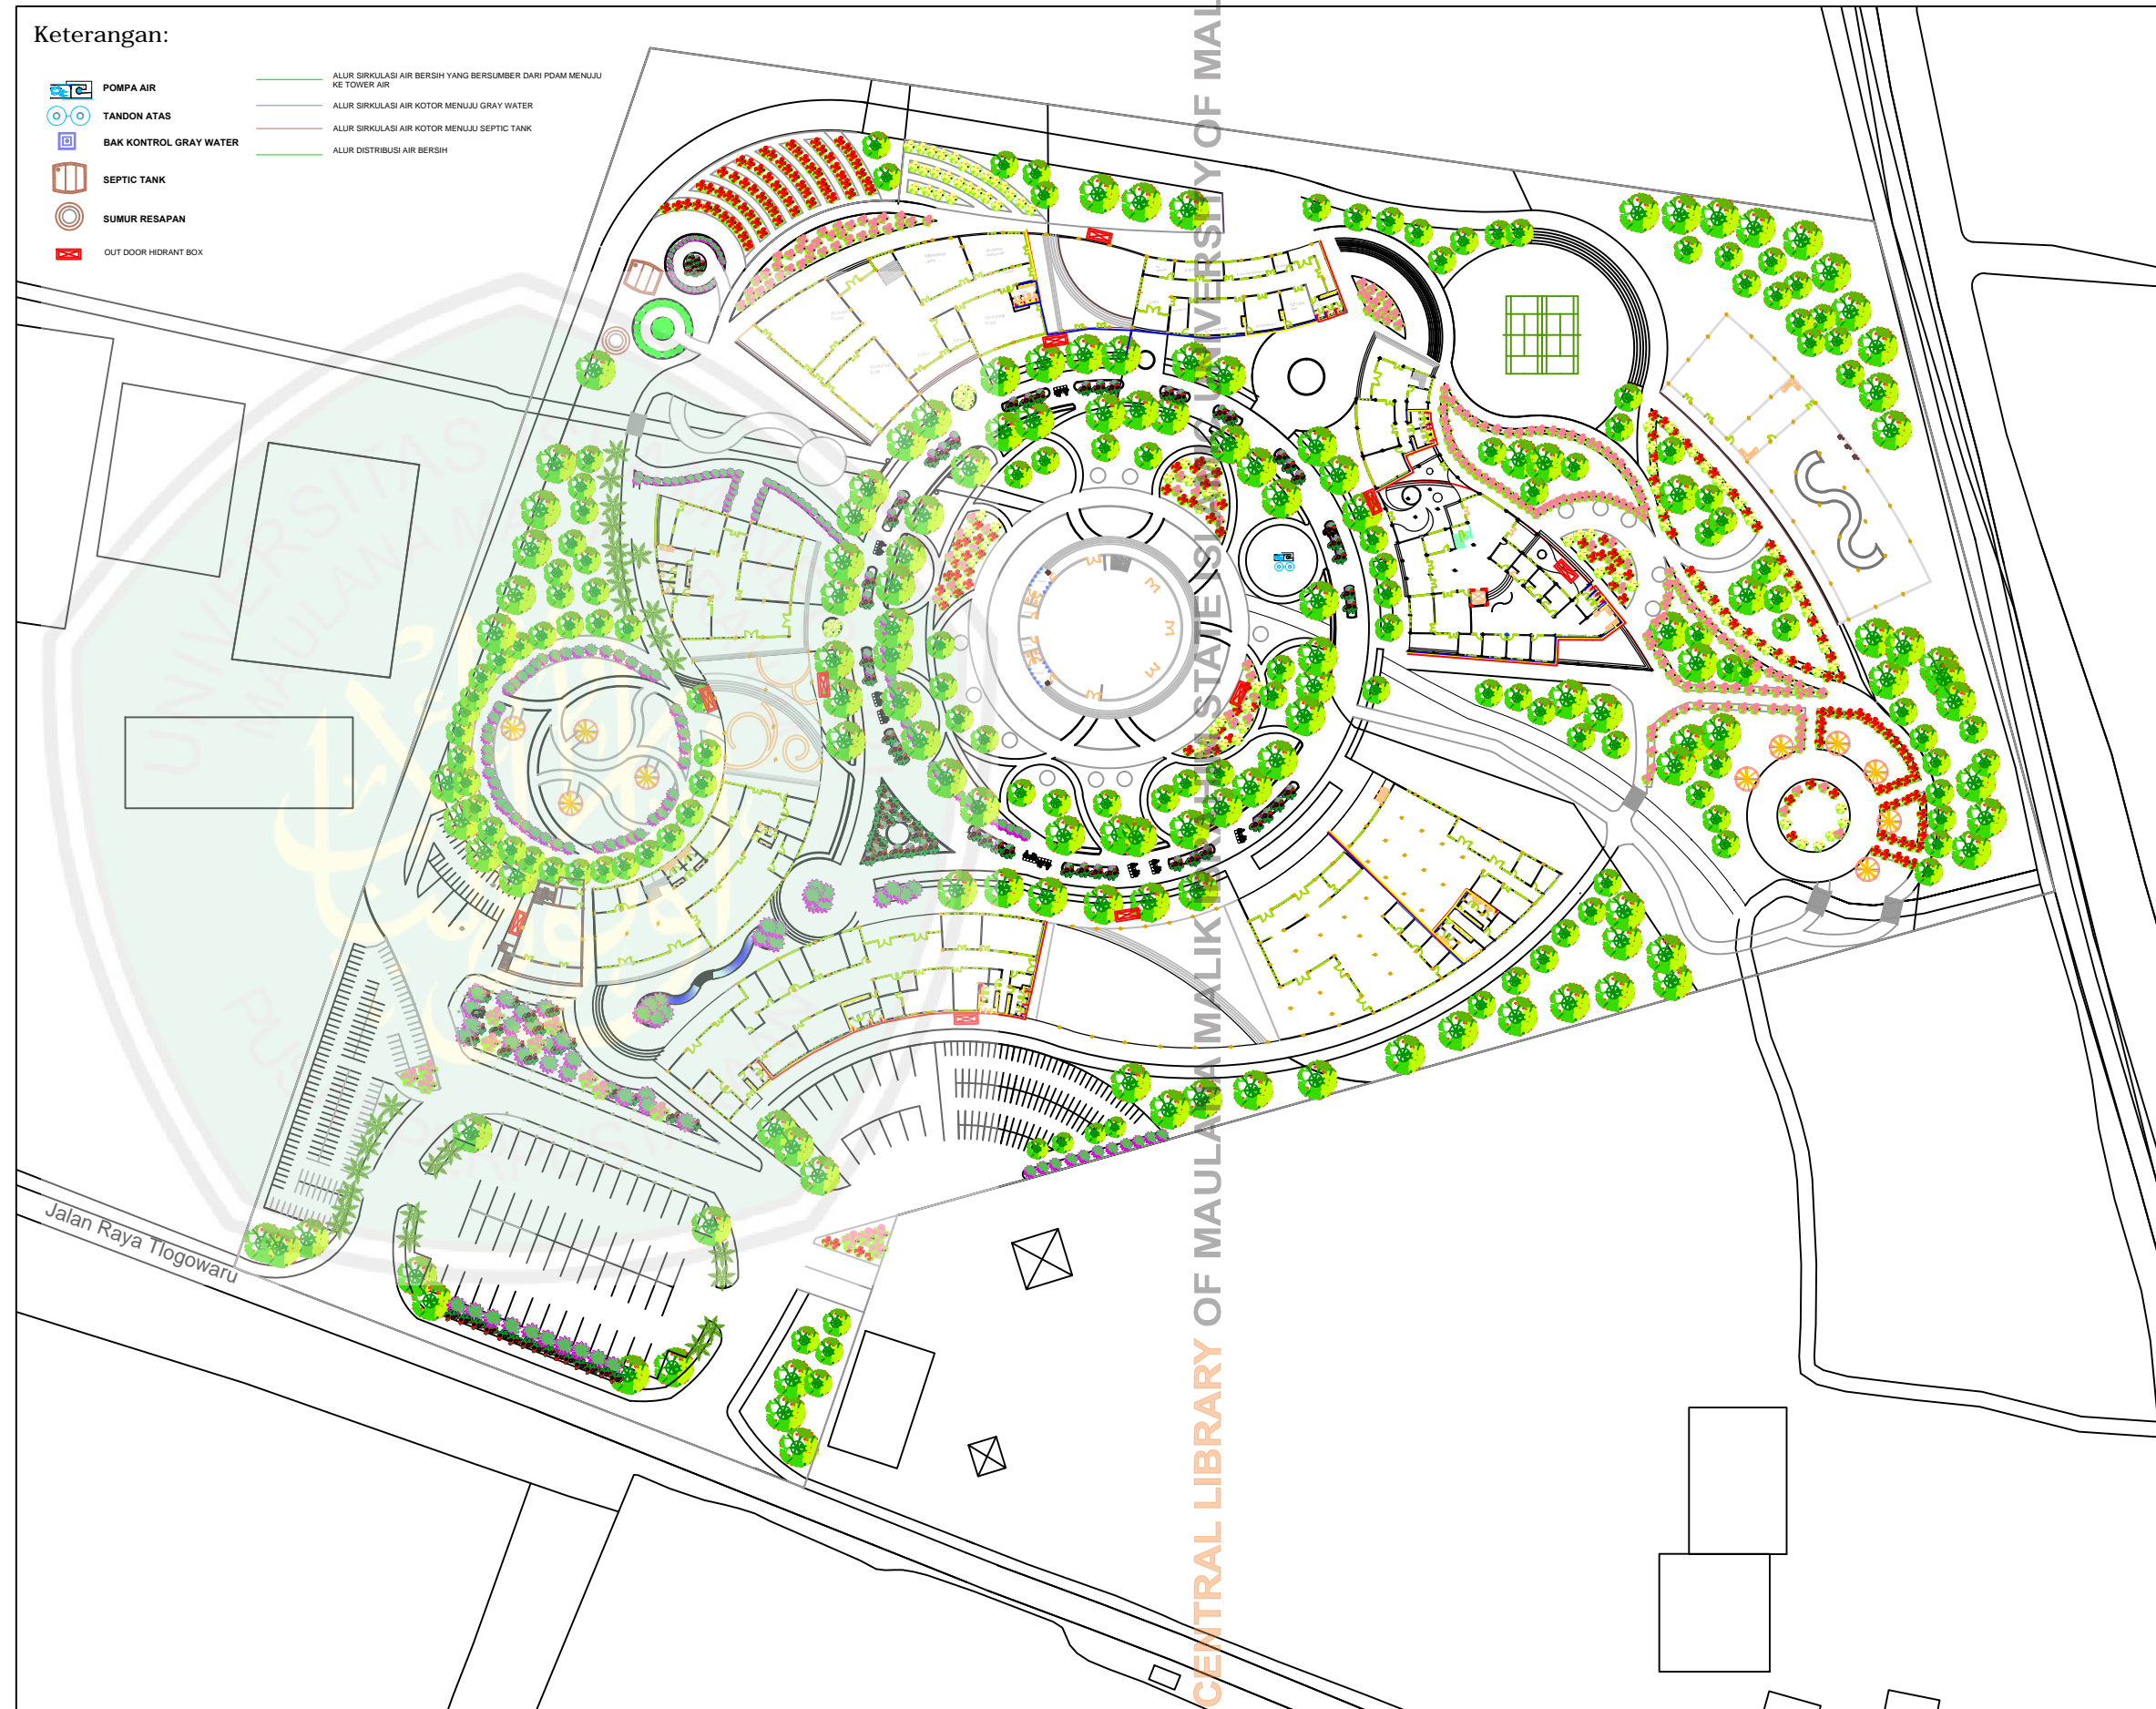 Keterangan:
POMPA AIR
TANDON ATAS
BAK KONTROL GRAY WATER
SEPTIC TANK
SUMUR RESAPAN
OUT DOOR HIDRANT BOX
ALUR SIRKULASI AIR BERSIH YANG BERSUMBER DARI PDAM MENUJU
KE TOWER AIR
ALUR SIRKULASI AIR KOTOR MENUJU GRAY WATER
ALUR SIRKULASI AIR KOTOR MENUJU SEPTIC TANK
ALUR DISTRIBUSI AIR BERSIH
Jalan Raya Tlogowaru
CENTRAL LIBRARY OF MAULANA MALIK IBRAHIM STATE ISLAMIC UNIVERSITY OF MAL